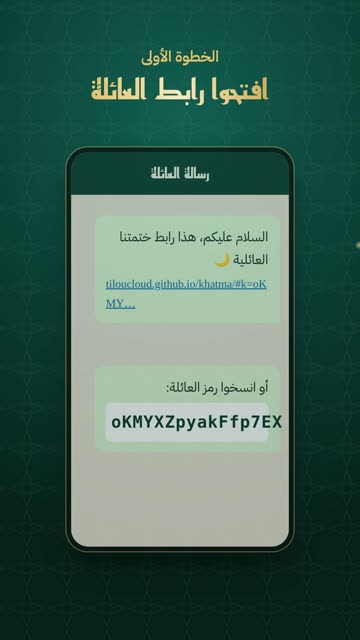 الخطوة الأولى
افتحوا رابط العائلة
رسالة العائلة
السلام عليكم، هذا رابط ختمتنا
العائلية 🌙
tiloucloud.github.io/khatma/#k=oK
MY…
أو انسخوا رمز العائلة:
oKMYXZpyakFfp7EX